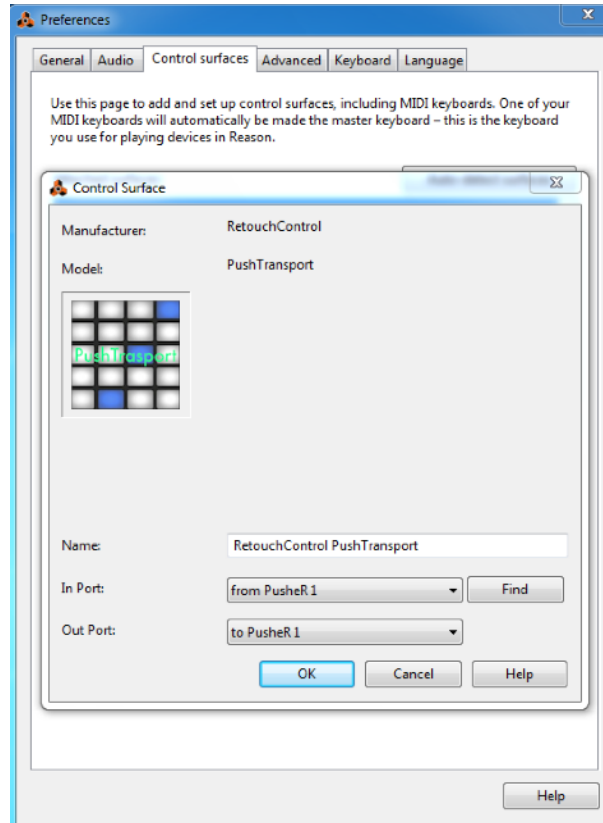 Preferences
General Audio Control surfaces Advanced Keyboard Language
Use this page to add and set up control surfaces, including MIDI keyboards. One of your
MIDI keyboards will automatically be made the master keyboard – this is the keyboard
you use for playing devices in Reason.
Control Surface
Manufacturer: RetouchControl
Model: PushTransport
PushTrasport
Name: RetouchControl PushTransport
In Port: from PusheR 1 Find
Out Port: to PusheR 1
OK Cancel Help
Help